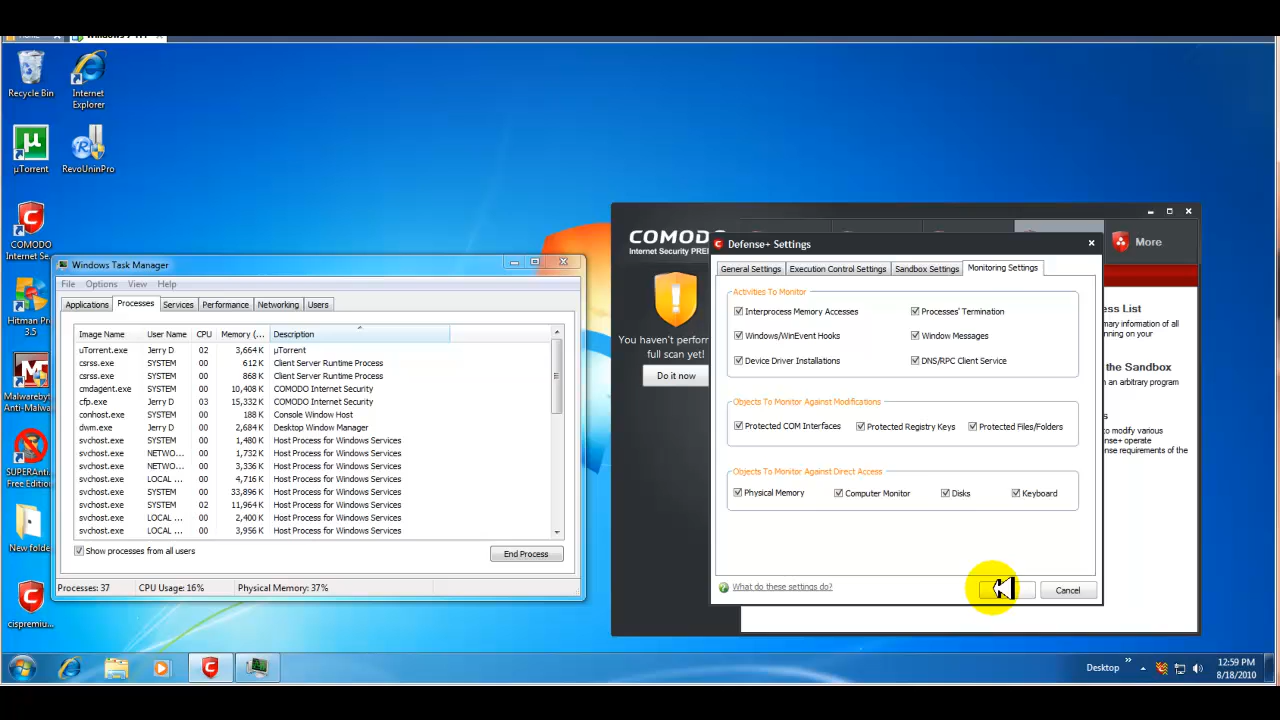 Recycle Bin
Internet
Explorer
µTorrent
RevoUninPro
COMODO
Internet Se...
Hitman Pro
3.5
Malwarebyt
Anti-Malwa
SUPERAnti.
Free Edition
New folde
cispremium...
Windows Task Manager
File Options View Help
Applications Processes Services Performance Networking Users
Image Name User Name CPU Memory (... Description
uTorrent.exe Jerry D 02 3,664 K µTorrent
csrss.exe SYSTEM 00 612 K Client Server Runtime Process
csrss.exe SYSTEM 00 868 K Client Server Runtime Process
cmdagent.exe SYSTEM 00 10,408 K COMODO Internet Security
cfp.exe Jerry D 03 15,332 K COMODO Internet Security
conhost.exe Jerry D 00 188 K Console Window Host
dwm.exe Jerry D 00 2,684 K Desktop Window Manager
svchost.exe SYSTEM 00 1,480 K Host Process for Windows Services
svchost.exe NETWO... 00 1,732 K Host Process for Windows Services
svchost.exe NETWO... 00 3,336 K Host Process for Windows Services
svchost.exe LOCAL ... 00 4,716 K Host Process for Windows Services
svchost.exe SYSTEM 00 33,896 K Host Process for Windows Services
svchost.exe SYSTEM 02 11,964 K Host Process for Windows Services
svchost.exe LOCAL ... 00 2,400 K Host Process for Windows Services
svchost.exe LOCAL ... 00 3,956 K Host Process for Windows Services
Show processes from all users
End Process
Processes: 37 CPU Usage: 16% Physical Memory: 37%
COMODO
Internet Security PRE
More
You haven't perform
full scan yet!
Do it now
Defense+ Settings
General Settings Execution Control Settings Sandbox Settings Monitoring Settings
Activities To Monitor
Interprocess Memory Accesses Processes' Termination
Windows/WinEvent Hooks Window Messages
Device Driver Installations DNS/RPC Client Service
Objects To Monitor Against Modifications
Protected COM Interfaces Protected Registry Keys Protected Files/Folders
Objects To Monitor Against Direct Access
Physical Memory Computer Monitor Disks Keyboard
What do these settings do?
Cancel
ess List
mary information of all
nning on your
the Sandbox
an arbitrary program
s
to modify various
nse+ operate
nse requirements of the
Desktop
12:59 PM
8/18/2010